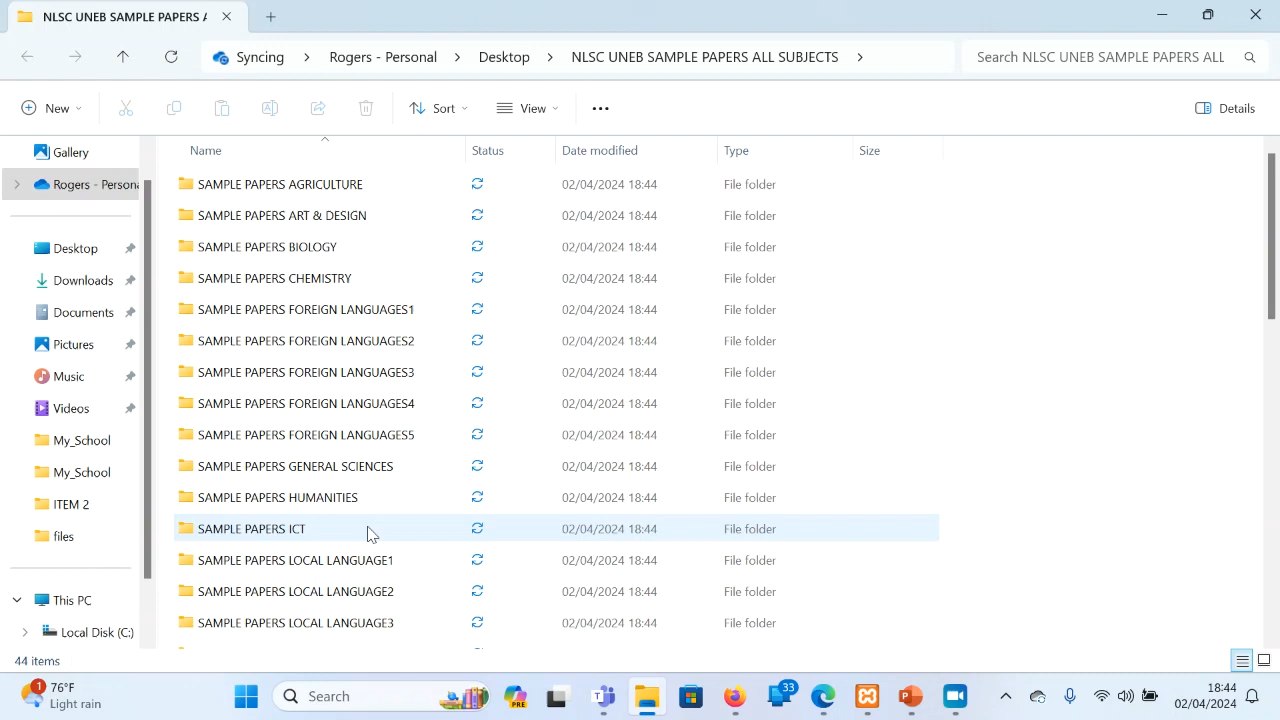 NLSC UNEB SAMPLE PAPERS A
Syncing > Rogers - Personal > Desktop > NLSC UNEB SAMPLE PAPERS ALL SUBJECTS >
Search NLSC UNEB SAMPLE PAPERS ALL
New
Sort
View
Details
Name Status Date modified Type Size
Gallery
Rogers - Persona
Desktop
Downloads
Documents
Pictures
Music
Videos
My_School
My_School
ITEM 2
files
This PC
Local Disk (C:)
SAMPLE PAPERS AGRICULTURE 02/04/2024 18:44 File folder
SAMPLE PAPERS ART & DESIGN 02/04/2024 18:44 File folder
SAMPLE PAPERS BIOLOGY 02/04/2024 18:44 File folder
SAMPLE PAPERS CHEMISTRY 02/04/2024 18:44 File folder
SAMPLE PAPERS FOREIGN LANGUAGES1 02/04/2024 18:44 File folder
SAMPLE PAPERS FOREIGN LANGUAGES2 02/04/2024 18:44 File folder
SAMPLE PAPERS FOREIGN LANGUAGES3 02/04/2024 18:44 File folder
SAMPLE PAPERS FOREIGN LANGUAGES4 02/04/2024 18:44 File folder
SAMPLE PAPERS FOREIGN LANGUAGES5 02/04/2024 18:44 File folder
SAMPLE PAPERS GENERAL SCIENCES 02/04/2024 18:44 File folder
SAMPLE PAPERS HUMANITIES 02/04/2024 18:44 File folder
SAMPLE PAPERS ICT 02/04/2024 18:44 File folder
SAMPLE PAPERS LOCAL LANGUAGE1 02/04/2024 18:44 File folder
SAMPLE PAPERS LOCAL LANGUAGE2 02/04/2024 18:44 File folder
SAMPLE PAPERS LOCAL LANGUAGE3 02/04/2024 18:44 File folder
44 items
1
76°F
Light rain
Search
PRE
33
18:44
02/04/2024